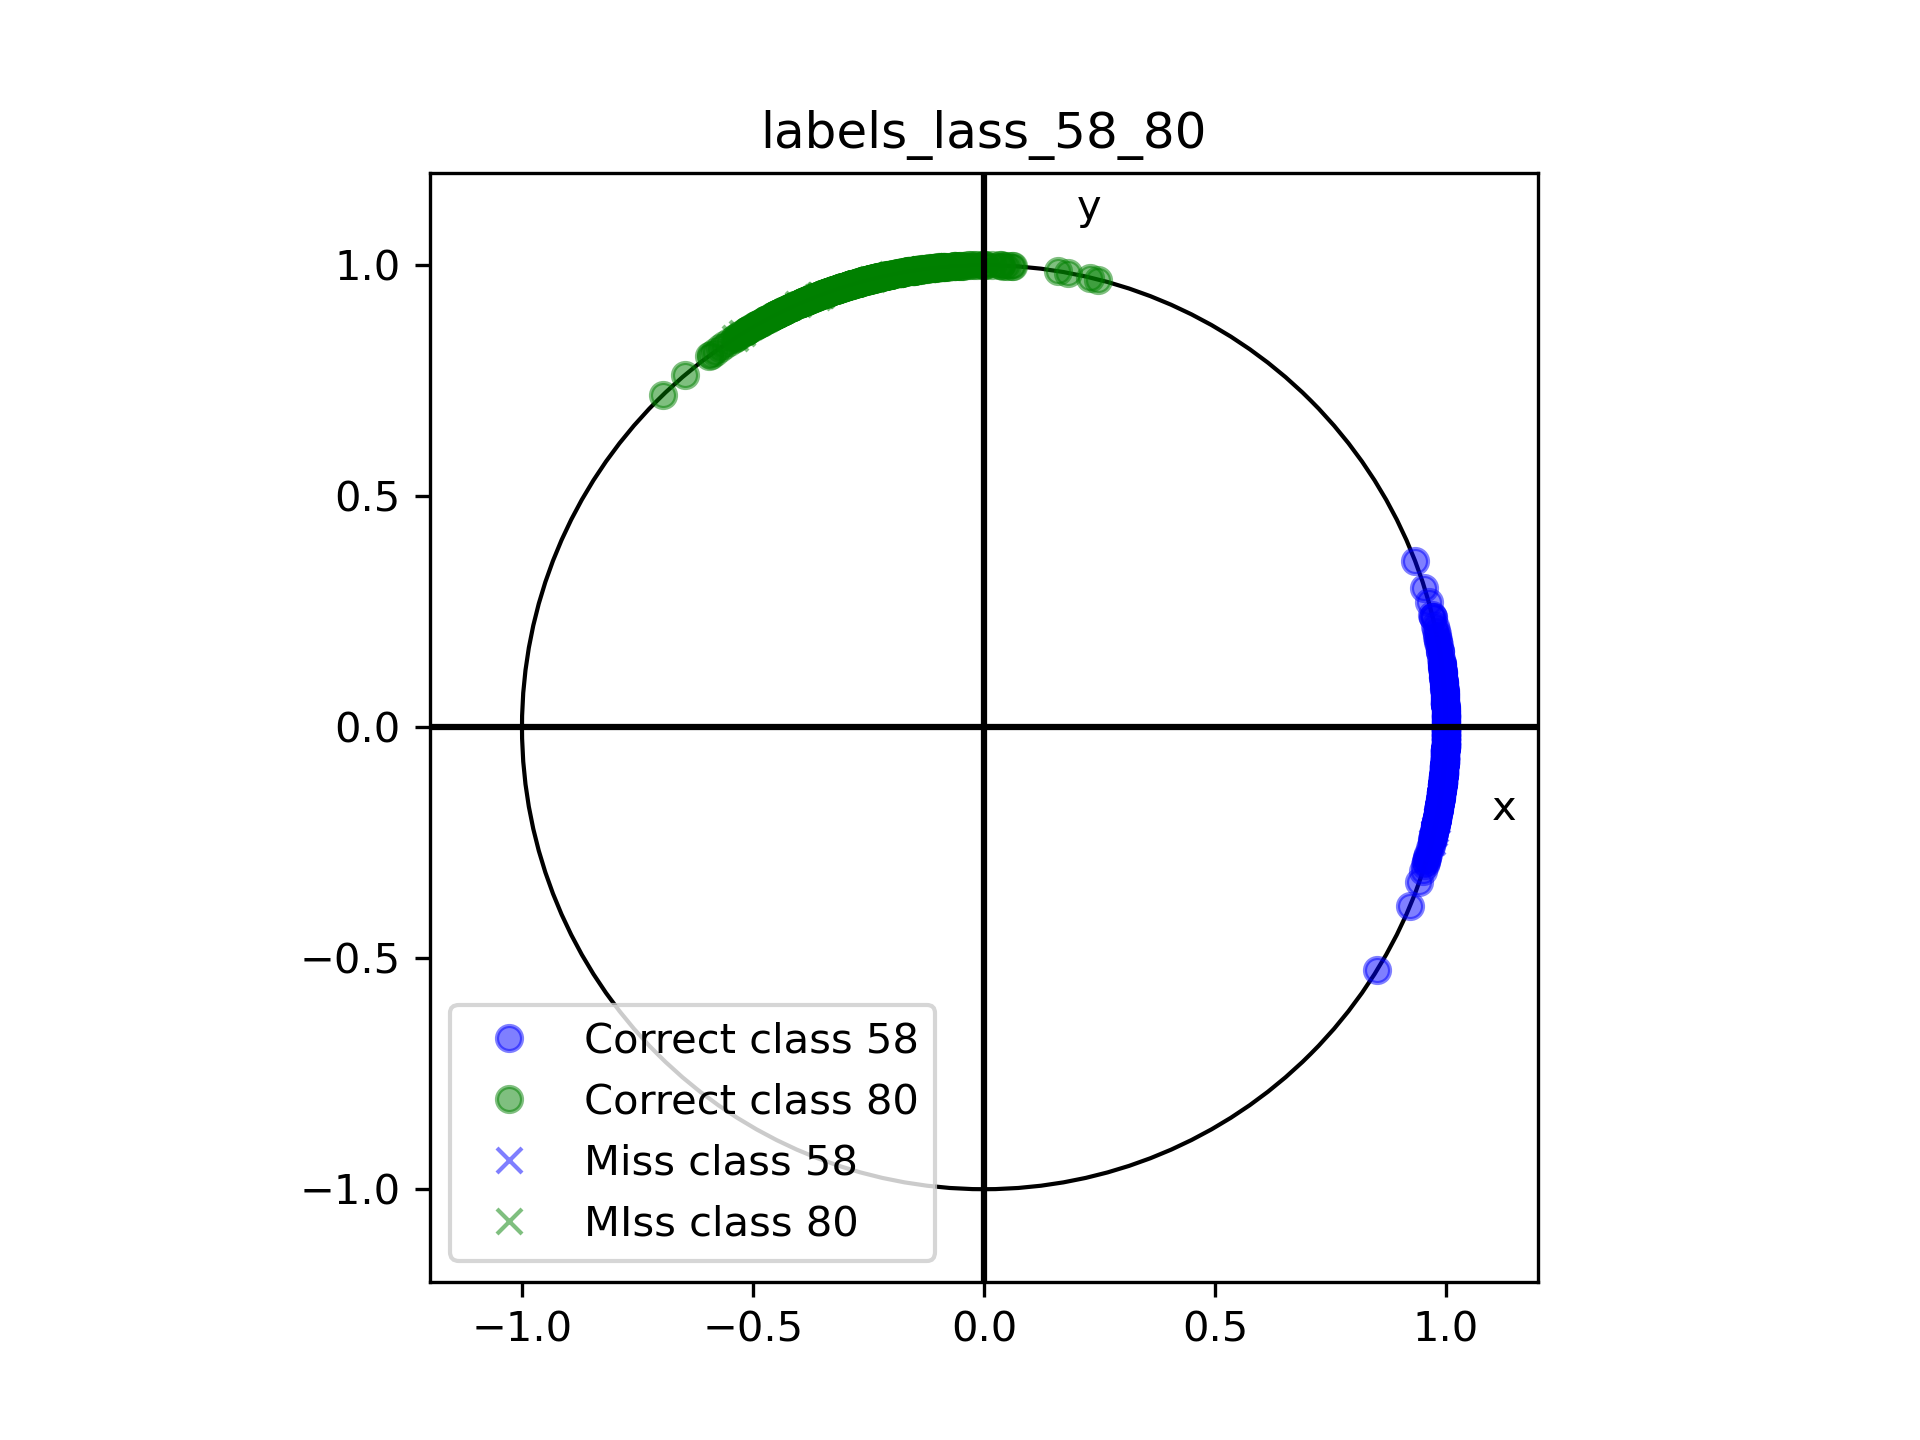 labels_lass_58_80
y
1.0
0.5
0.0
x
−0.5
−1.0
Correct class 58
Correct class 80
Miss class 58
MIss class 80
−1.0 −0.5 0.0 0.5 1.0